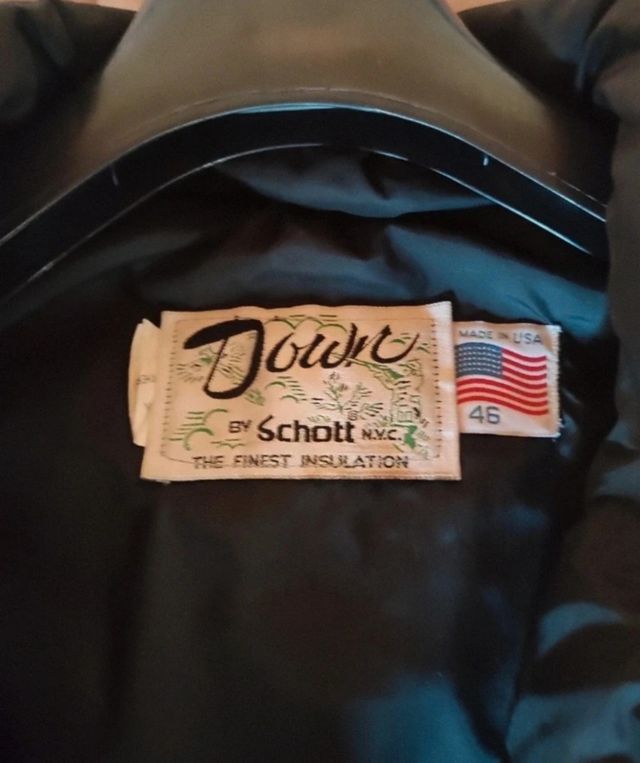 Down
BY Schott N.Y.C.
THE FINEST INSULATION
MADE IN USA
46